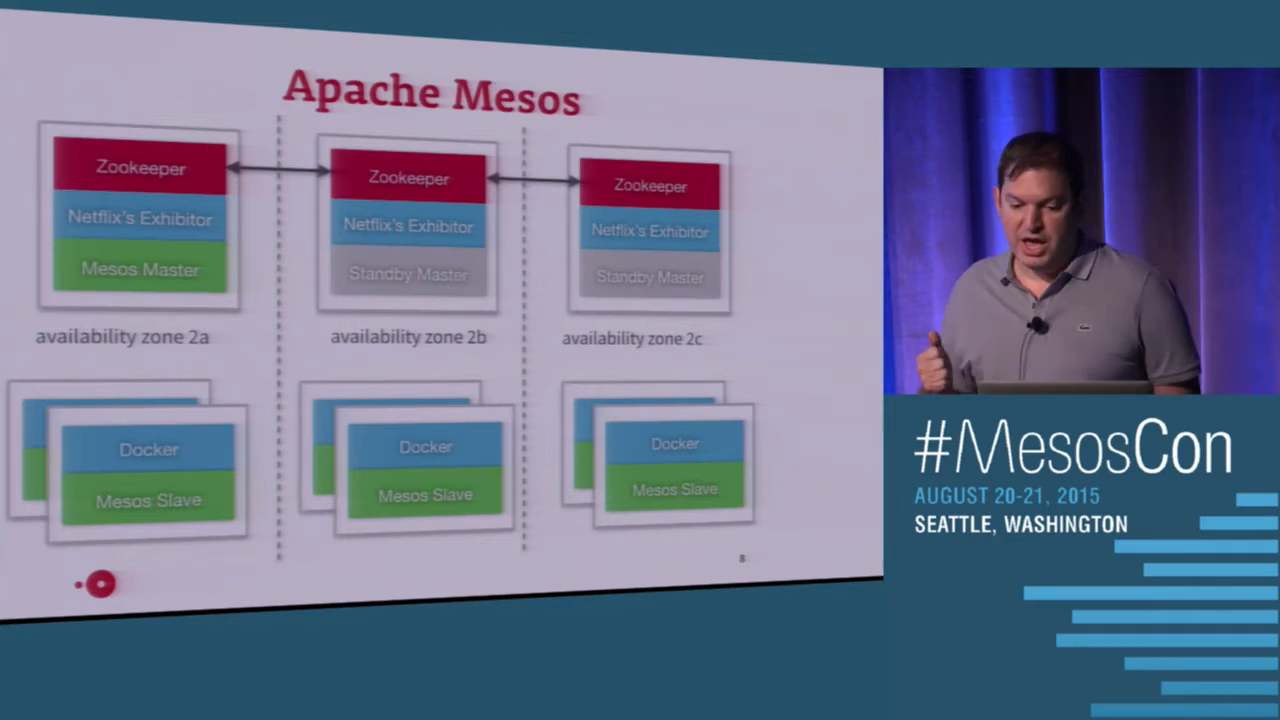 Apache Mesos
Zookeeper
Netflix's Exhibitor
Mesos Master
availability zone 2a
Zookeeper
Netflix's Exhibitor
Standby Master
availability zone 2b
Zookeeper
Netflix's Exhibitor
Standby Master
availability zone 2c
Docker
Mesos Slave
Docker
Mesos Slave
Docker
Mesos Slave
8
#MesosCon
AUGUST 20-21, 2015
SEATTLE, WASHINGTON